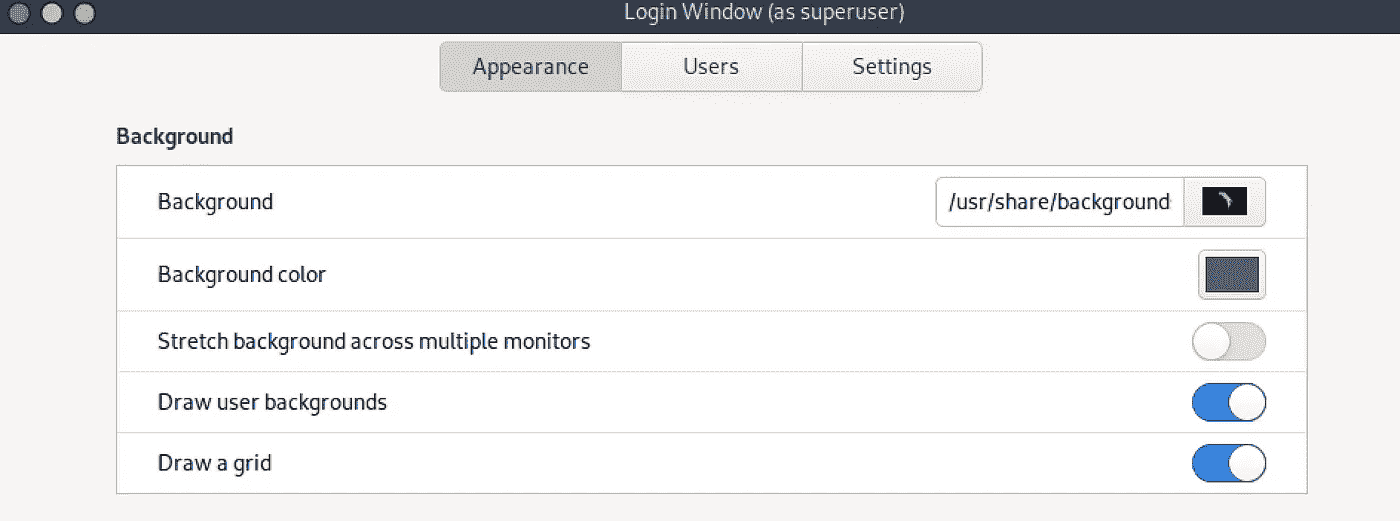 Login Window (as superuser)
Appearance Users Settings
Background
Background /usr/share/background
Background color
Stretch background across multiple monitors
Draw user backgrounds
Draw a grid